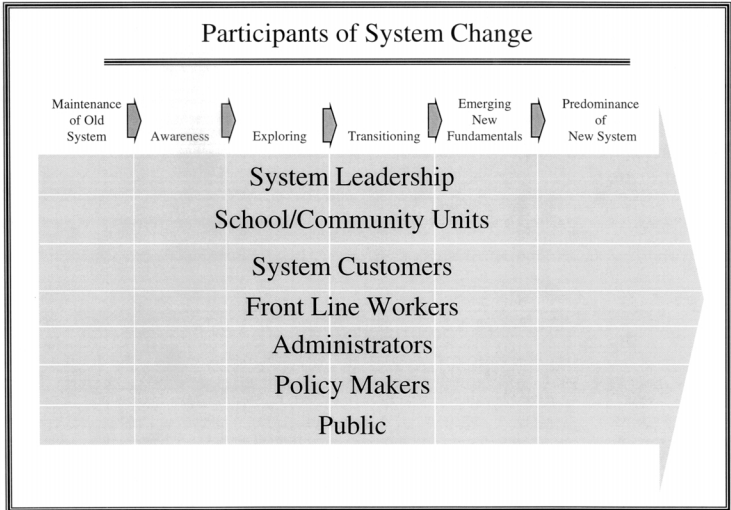 Participants of System Change
Maintenance
of Old
System
Awareness
Exploring
Transitioning
Emerging
New
Fundamentals
Predominance
of
New System
System Leadership
School/Community Units
System Customers
Front Line Workers
Administrators
Policy Makers
Public